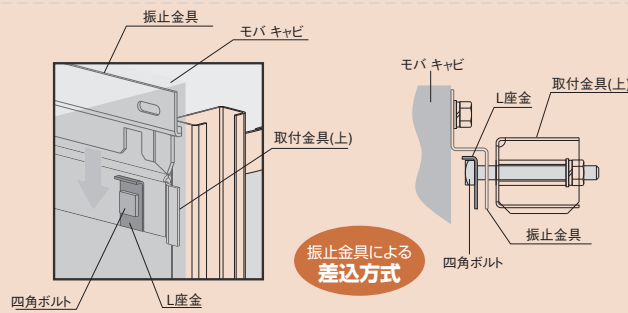 振止金具
モバ キャビ
取付金具(上)
四角ボルト
L座金
振止金具による
差込方式
モバ キャビ
L座金
取付金具(上)
振止金具
四角ボルト